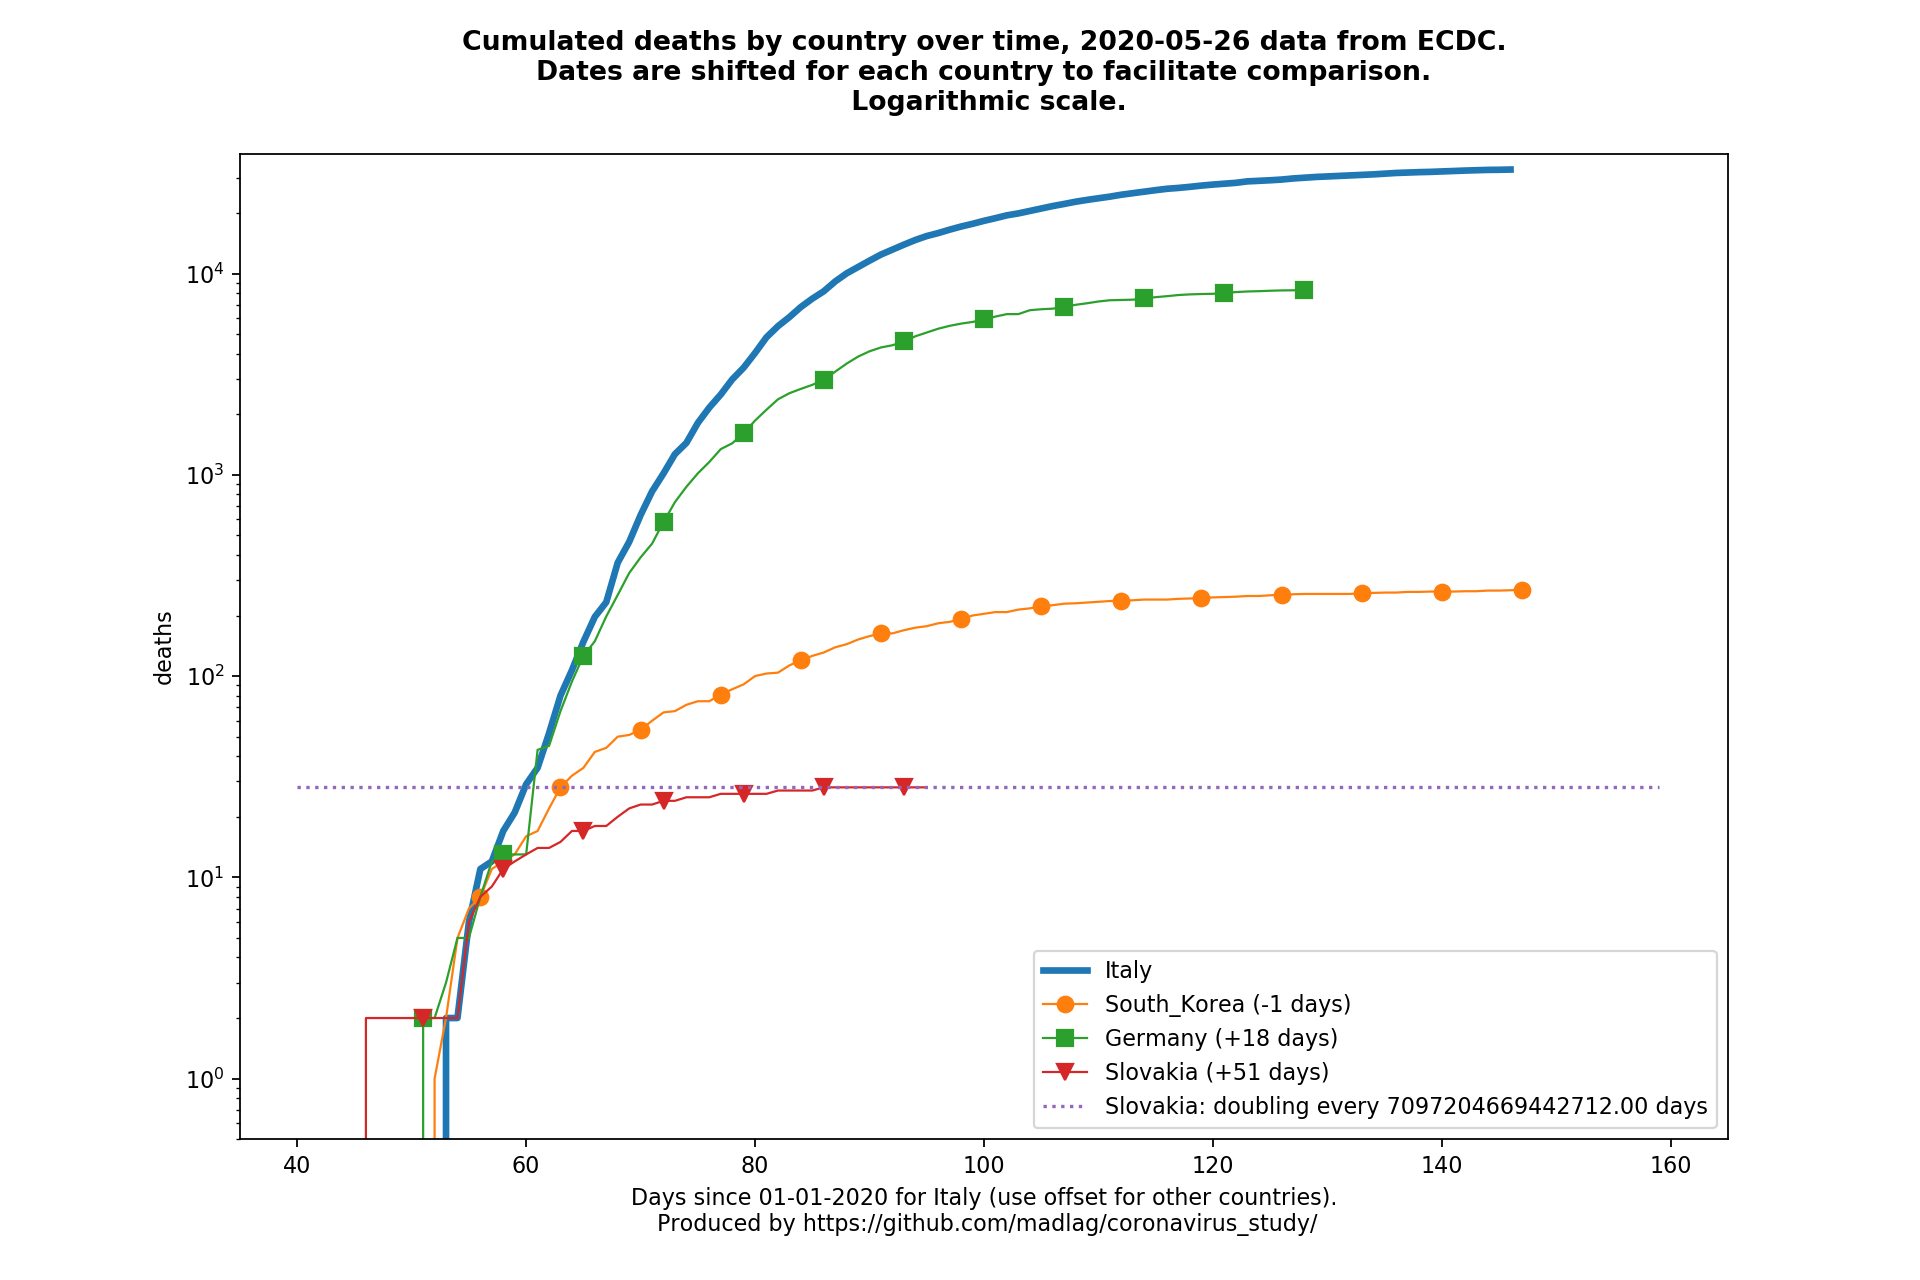 Cumulated deaths by country over time, 2020-05-26 data from ECDC.
Dates are shifted for each country to facilitate comparison.
Logarithmic scale.
deaths
10⁴
10³
10²
10¹
10⁰
Italy
South_Korea (-1 days)
Germany (+18 days)
Slovakia (+51 days)
Slovakia: doubling every 7097204669442712.00 days
40 60 80 100 120 140 160
Days since 01-01-2020 for Italy (use offset for other countries).
Produced by https://github.com/madlag/coronavirus_study/